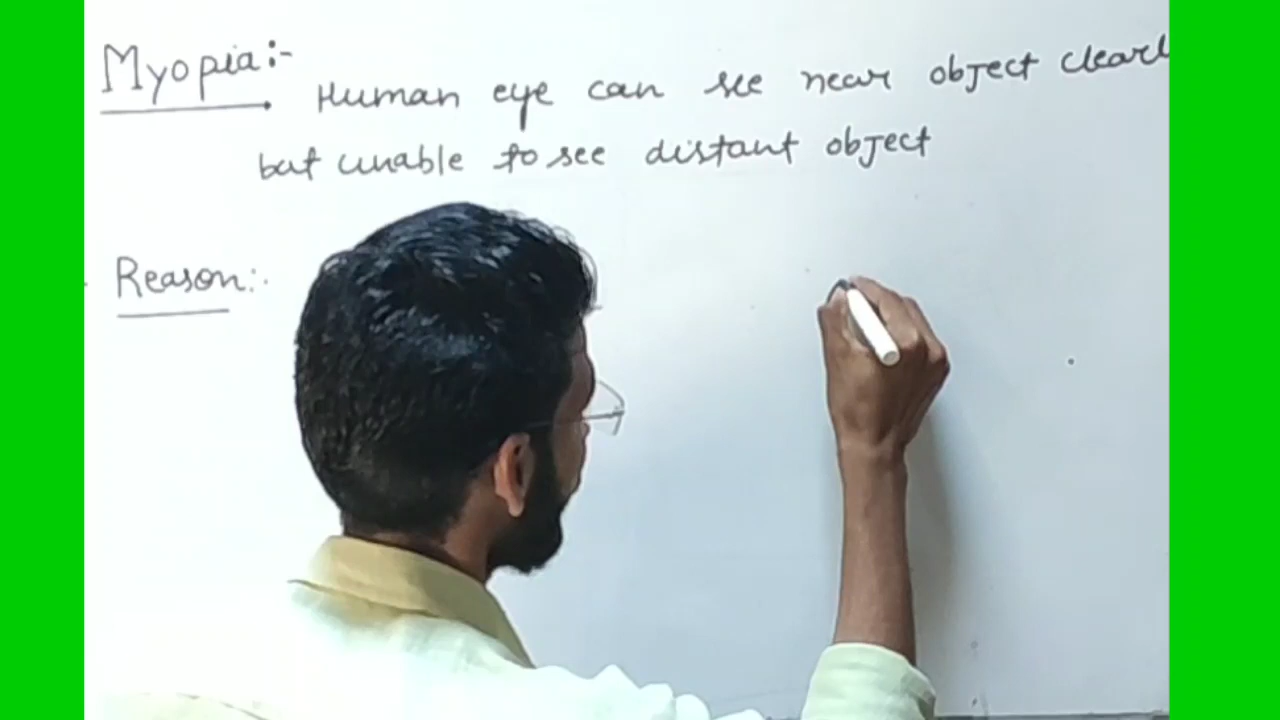 Myopia:-
Human eye can see near object clearl
but unable to see distant object
Reason:.